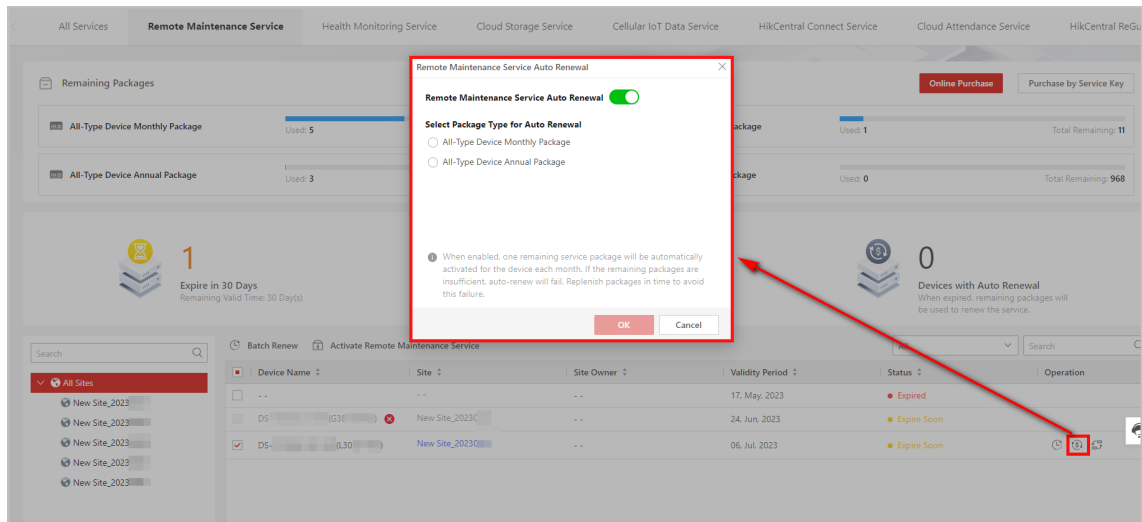 All Services Remote Maintenance Service Health Monitoring Service Cloud Storage Service Cellular IoT Data Service HikCentral Connect Service Cloud Attendance Service HikCentral ReGu
Remaining Packages
Online Purchase Purchase by Service Key
All-Type Device Monthly Package Used: 5
ackage Used: 1 Total Remaining: 11
All-Type Device Annual Package Used: 3
ckage Used: 0 Total Remaining: 968
Remote Maintenance Service Auto Renewal
Remote Maintenance Service Auto Renewal
Select Package Type for Auto Renewal
All-Type Device Monthly Package
All-Type Device Annual Package
When enabled, one remaining service package will be automatically
activated for the device each month. If the remaining packages are
insufficient, auto-renew will fail. Replenish packages in time to avoid
this failure.
OK Cancel
1
Expire in 30 Days
Remaining Valid Time: 30 Day(s)
0
Devices with Auto Renewal
When expired, remaining packages will
be used to renew the service.
Search
Batch Renew Activate Remote Maintenance Service
All Search
All Sites
New Site_2023
New Site_2023
New Site_2023
New Site_2023
New Site_2023
Device Name Site Site Owner Validity Period Status Operation
- - - - - - 17, May, 2023 Expired
DS- (G3E ) New Site_2023 - - 24, Jun, 2023 Expire Soon
DS- (L30 ) New Site_2023 - - 06, Jul, 2023 Expire Soon